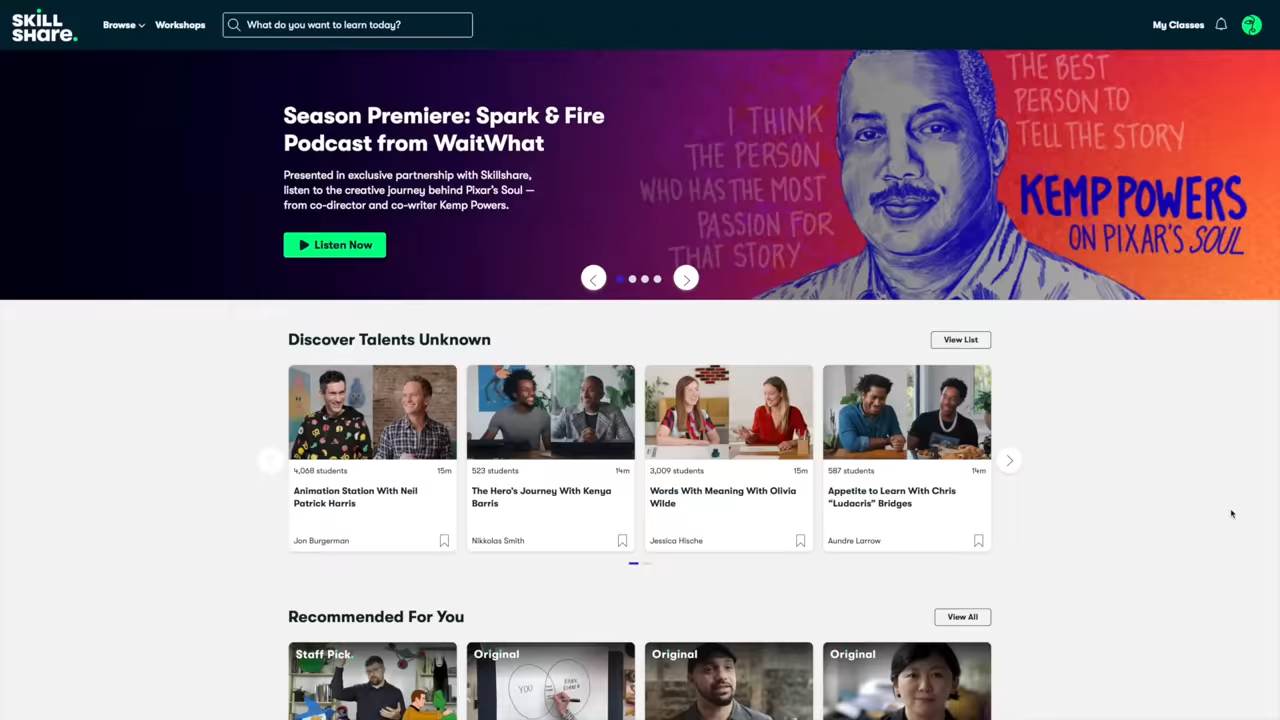 SKILL
SHARE.
Browse
Workshops
What do you want to learn today?
My Classes
Season Premiere: Spark & Fire
Podcast from WaitWhat
Presented in exclusive partnership with Skillshare,
listen to the creative journey behind Pixar's Soul —
from co-director and co-writer Kemp Powers.
Listen Now
I THINK
THE PERSON
WHO HAS THE MOST
PASSION FOR
THAT STORY
THE BEST
PERSON TO
TELL THE STORY
KEMP POWERS
ON PIXAR'S SOUL
Discover Talents Unknown
View List
4,068 students 15m
Animation Station With Neil
Patrick Harris
Jon Burgerman
523 students 14m
The Hero's Journey With Kenya
Barris
Nikkolas Smith
3,009 students 15m
Words With Meaning With Olivia
Wilde
Jessica Hische
587 students 14m
Appetite to Learn With Chris
"Ludacris" Bridges
Aundre Larrow
Recommended For You
View All
Staff Pick.
Original
YOU
Original
Original